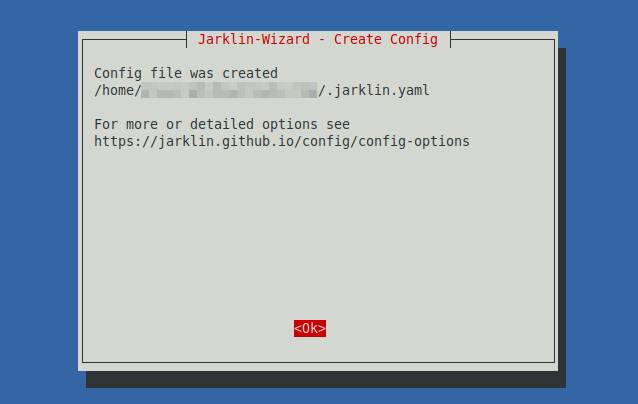 Jarklin-Wizard - Create Config
Config file was created
/home/ /.jarklin.yaml
For more or detailed options see
https://jarklin.github.io/config/config-options
<Ok>